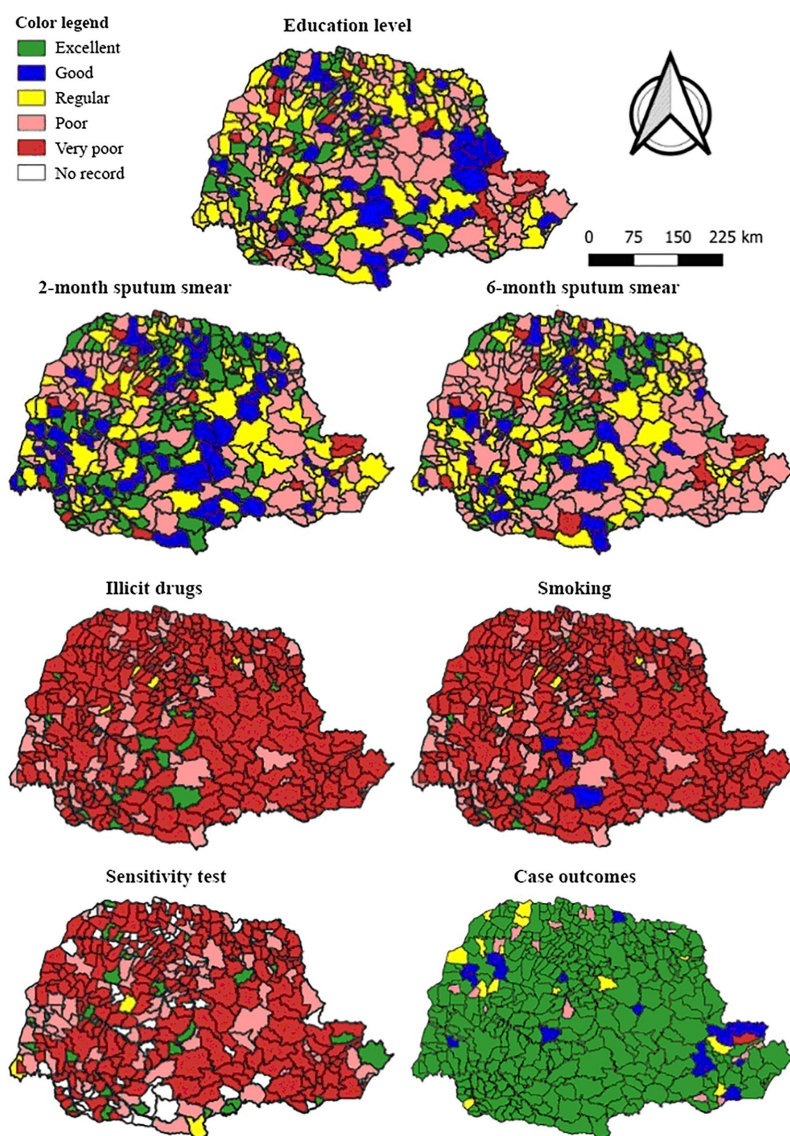 Color legend
Excellent
Good
Regular
Poor
Very poor
No record
Education level
0 75 150 225 km
2-month sputum smear
6-month sputum smear
Illicit drugs
Smoking
Sensitivity test
Case outcomes